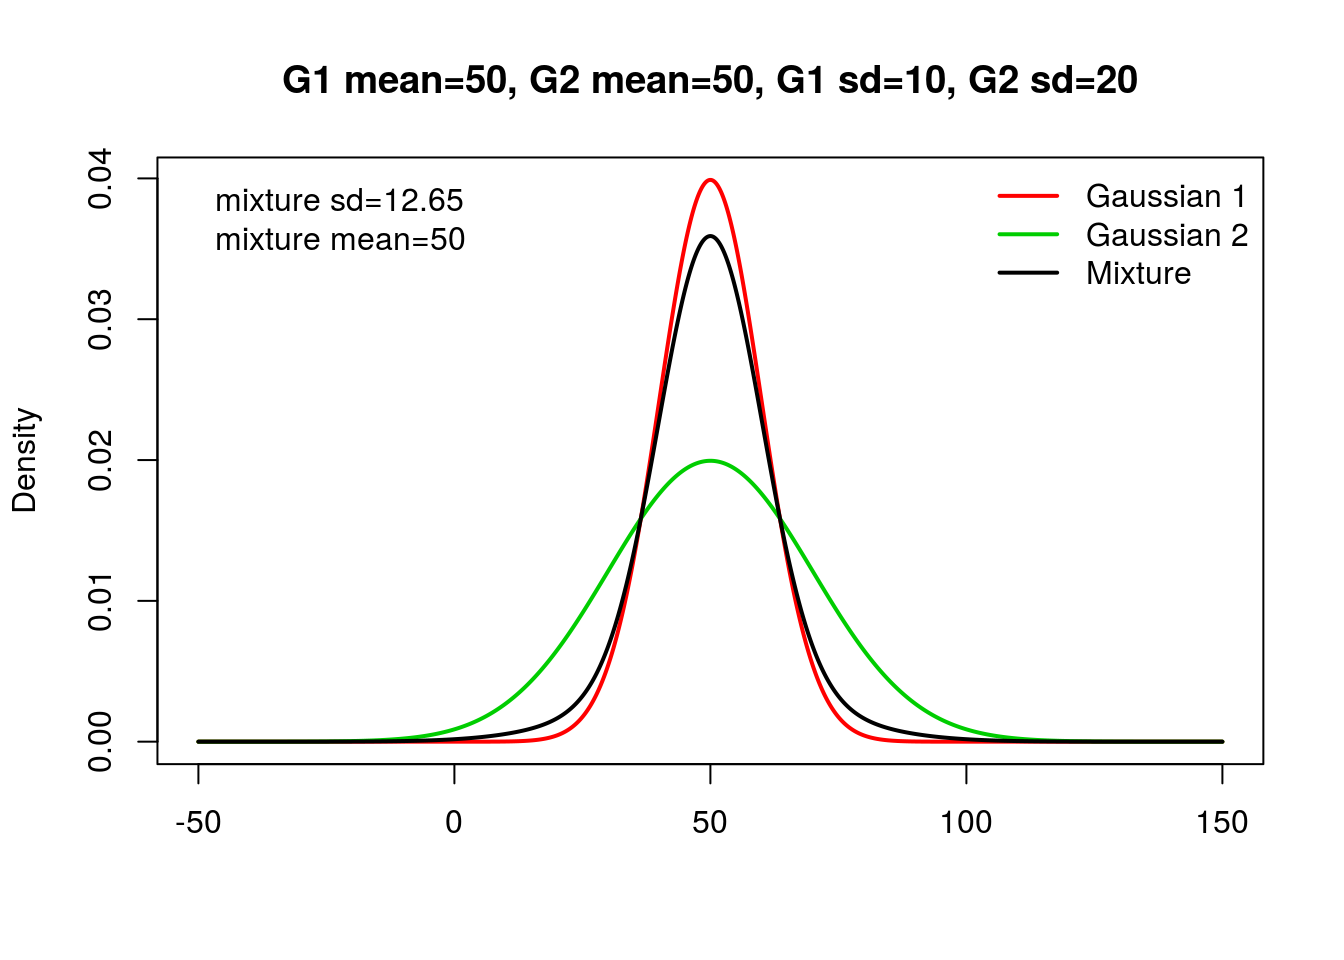 G1 mean=50, G2 mean=50, G1 sd=10, G2 sd=20
mixture sd=12.65
mixture mean=50
Gaussian 1
Gaussian 2
Mixture
Density
0.04
0.03
0.02
0.01
0.00
-50 0 50 100 150